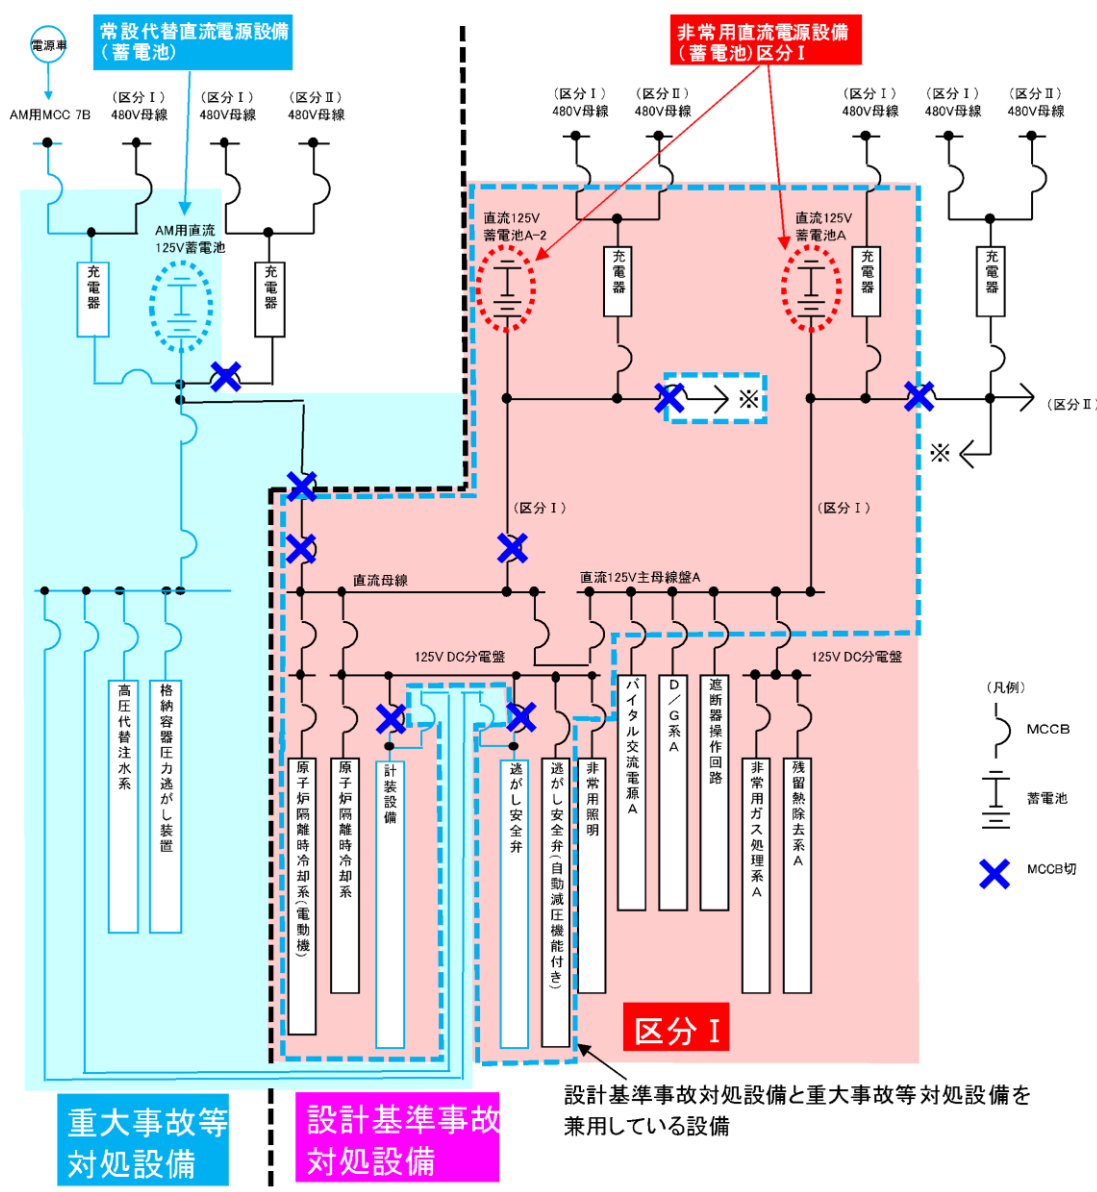 電源車
常設代替直流電源設備
(蓄電池)
非常用直流電源設備
(蓄電池)区分Ⅰ
AM用MCC 7B
(区分Ⅰ)
480V母線
(区分Ⅰ)
480V母線
(区分Ⅱ)
480V母線
(区分Ⅰ)
480V母線
(区分Ⅱ)
480V母線
(区分Ⅰ)
480V母線
(区分Ⅰ)
480V母線
(区分Ⅱ)
480V母線
AM用直流
125V蓄電池
直流125V
蓄電池A-2
直流125V
蓄電池A
充電器
充電器
充電器
充電器
充電器
※
(区分Ⅱ)
※
(区分Ⅰ)
(区分Ⅰ)
直流母線
直流125V主母線盤A
125V DC分電盤
125V DC分電盤
高圧代替注水系
格納容器圧力逃がし装置
原子炉隔離時冷却系(電動機)
原子炉隔離時冷却系
計装設備
逃がし安全弁
逃がし安全弁(自動減圧機能付き)
非常用照明
バイタル交流電源A
D/G系A
遮断器操作回路
非常用ガス処理系A
残留熱除去系A
(凡例)
MCCB
蓄電池
MCCB切
区分Ⅰ
設計基準事故対処設備と重大事故等対処設備を
兼用している設備
重大事故等
対処設備
設計基準事故
対処設備